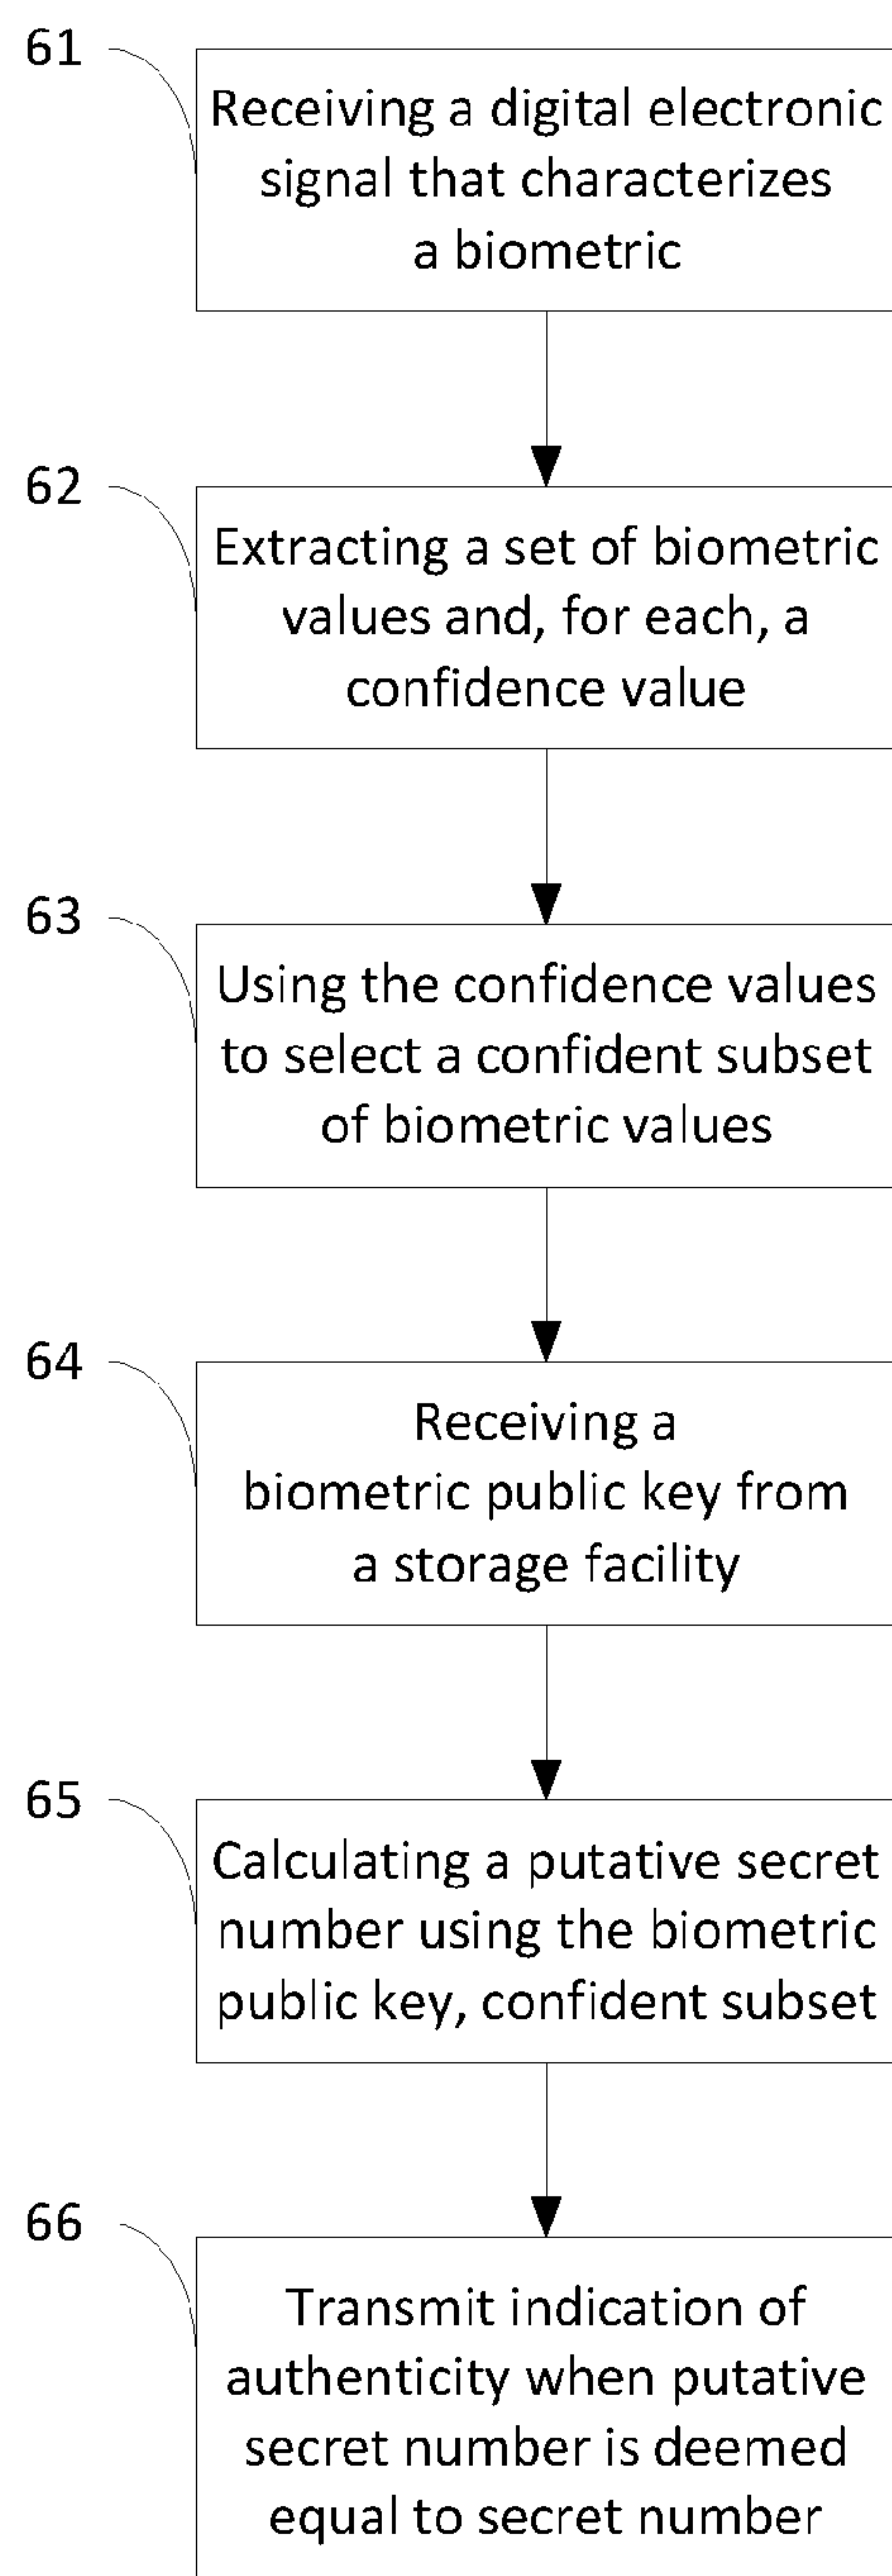 61
Receiving a digital electronic
signal that characterizes
a biometric
62
Extracting a set of biometric
values and, for each, a
confidence value
63
Using the confidence values
to select a confident subset
of biometric values
64
Receiving a
biometric public key from
a storage facility
65
Calculating a putative secret
number using the biometric
public key, confident subset
66
Transmit indication of
authenticity when putative
secret number is deemed
equal to secret number